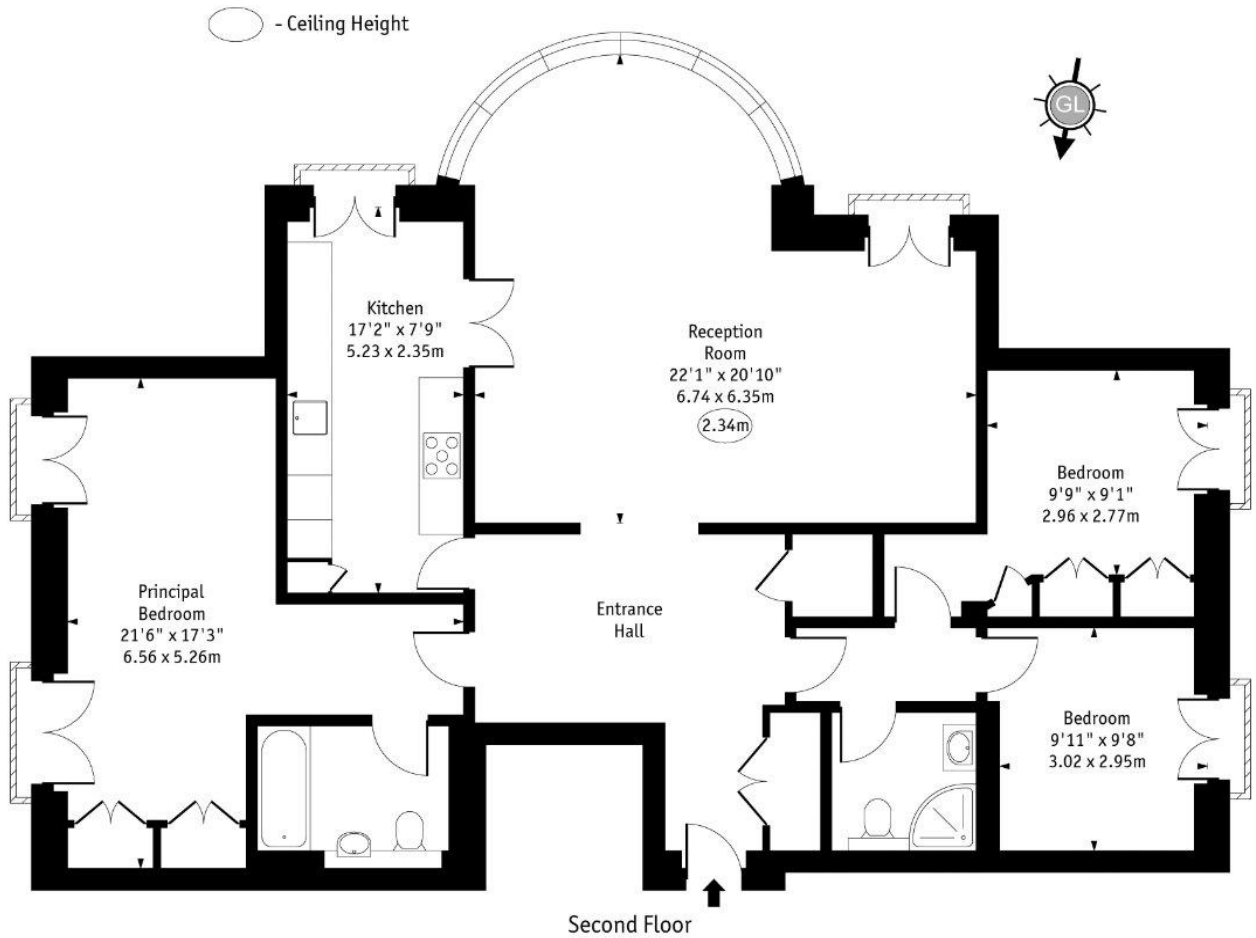 - Ceiling Height
GL
Kitchen
17'2" x 7'9"
5.23 x 2.35m
Reception
Room
22'1" x 20'10"
6.74 x 6.35m
2.34m
Bedroom
9'9" x 9'1"
2.96 x 2.77m
Principal
Bedroom
21'6" x 17'3"
6.56 x 5.26m
Entrance
Hall
Bedroom
9'11" x 9'8"
3.02 x 2.95m
Second Floor